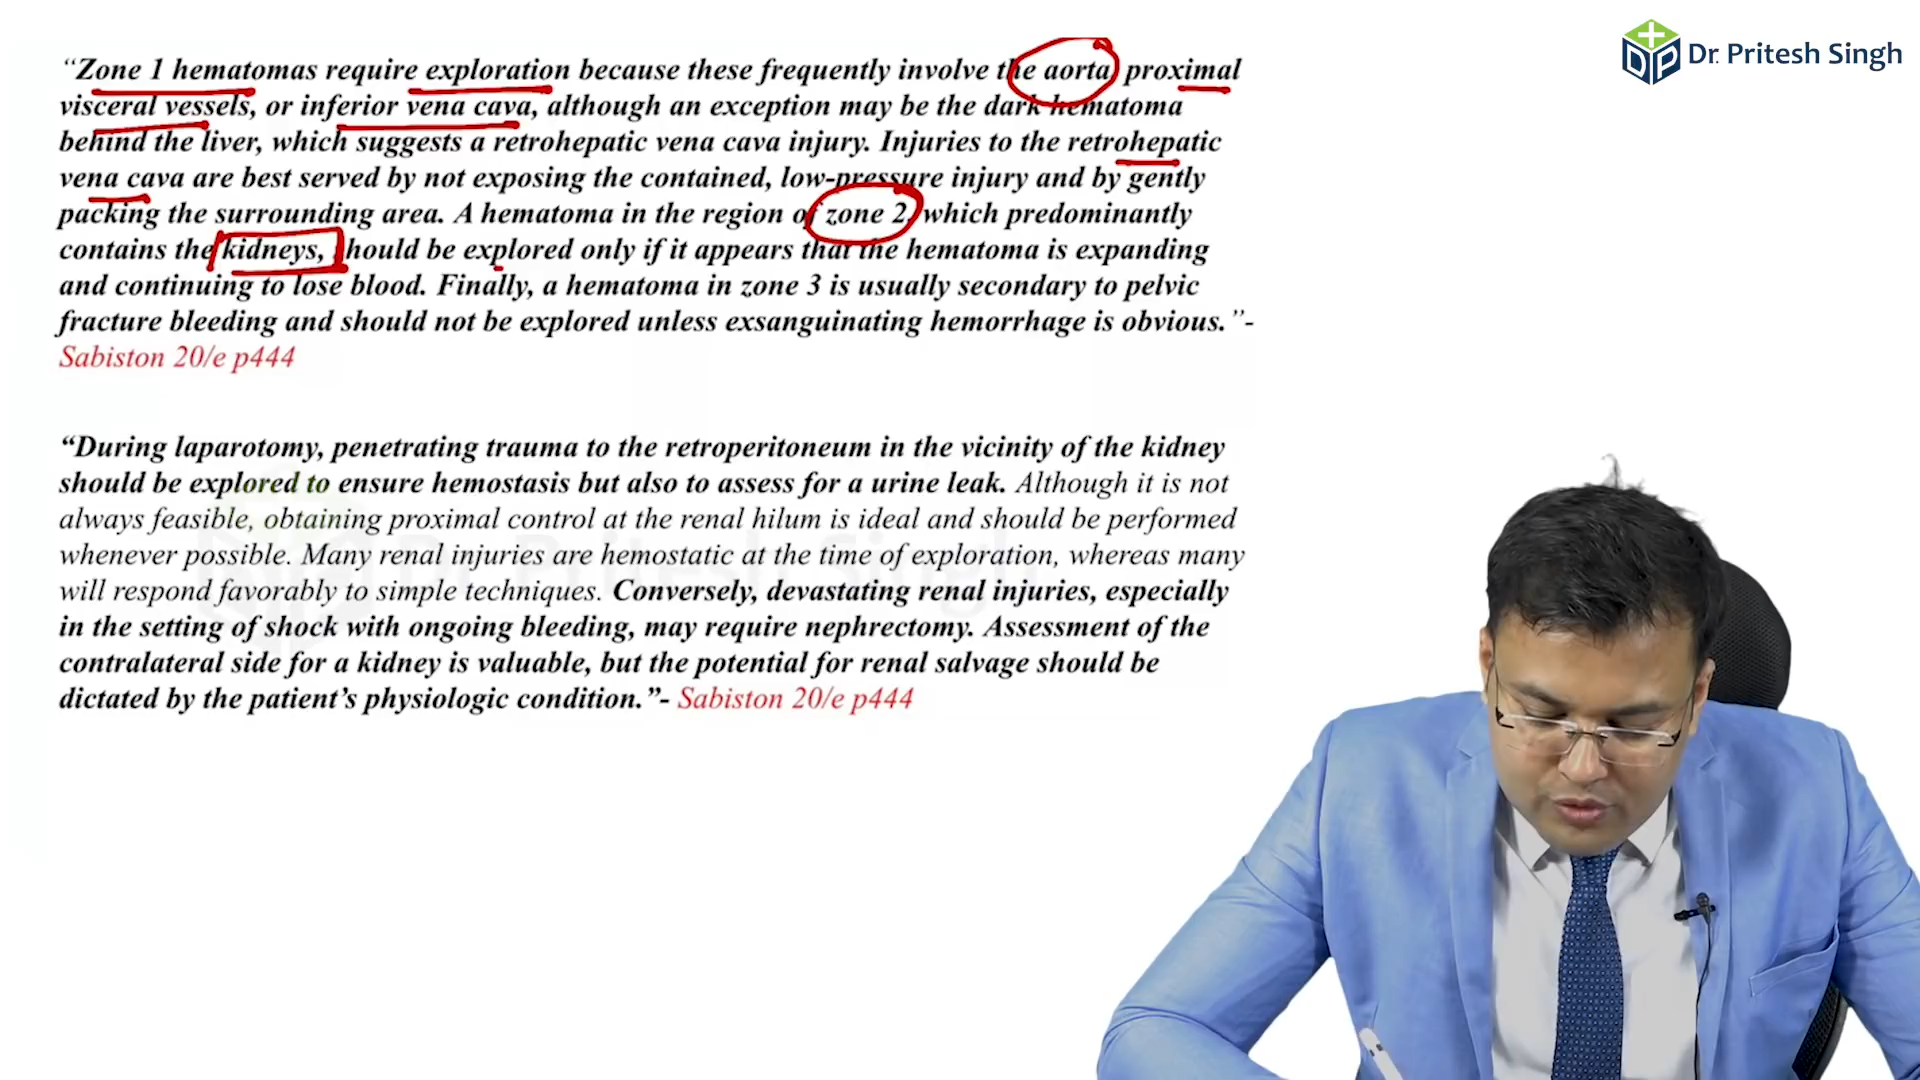 Dr. Pritesh Singh
“Zone 1 hematomas require exploration because these frequently involve the aorta, proximal
visceral vessels, or inferior vena cava, although an exception may be the dark hematoma
behind the liver, which suggests a retrohepatic vena cava injury. Injuries to the retrohepatic
vena cava are best served by not exposing the contained, low-pressure injury and by gently
packing the surrounding area. A hematoma in the region of zone 2, which predominantly
contains the kidneys, should be explored only if it appears that the hematoma is expanding
and continuing to lose blood. Finally, a hematoma in zone 3 is usually secondary to pelvic
fracture bleeding and should not be explored unless exsanguinating hemorrhage is obvious.”-
Sabiston 20/e p444
“During laparotomy, penetrating trauma to the retroperitoneum in the vicinity of the kidney
should be explored to ensure hemostasis but also to assess for a urine leak. Although it is not
always feasible, obtaining proximal control at the renal hilum is ideal and should be performed
whenever possible. Many renal injuries are hemostatic at the time of exploration, whereas many
will respond favorably to simple techniques. Conversely, devastating renal injuries, especially
in the setting of shock with ongoing bleeding, may require nephrectomy. Assessment of the
contralateral side for a kidney is valuable, but the potential for renal salvage should be
dictated by the patient’s physiologic condition.”- Sabiston 20/e p444